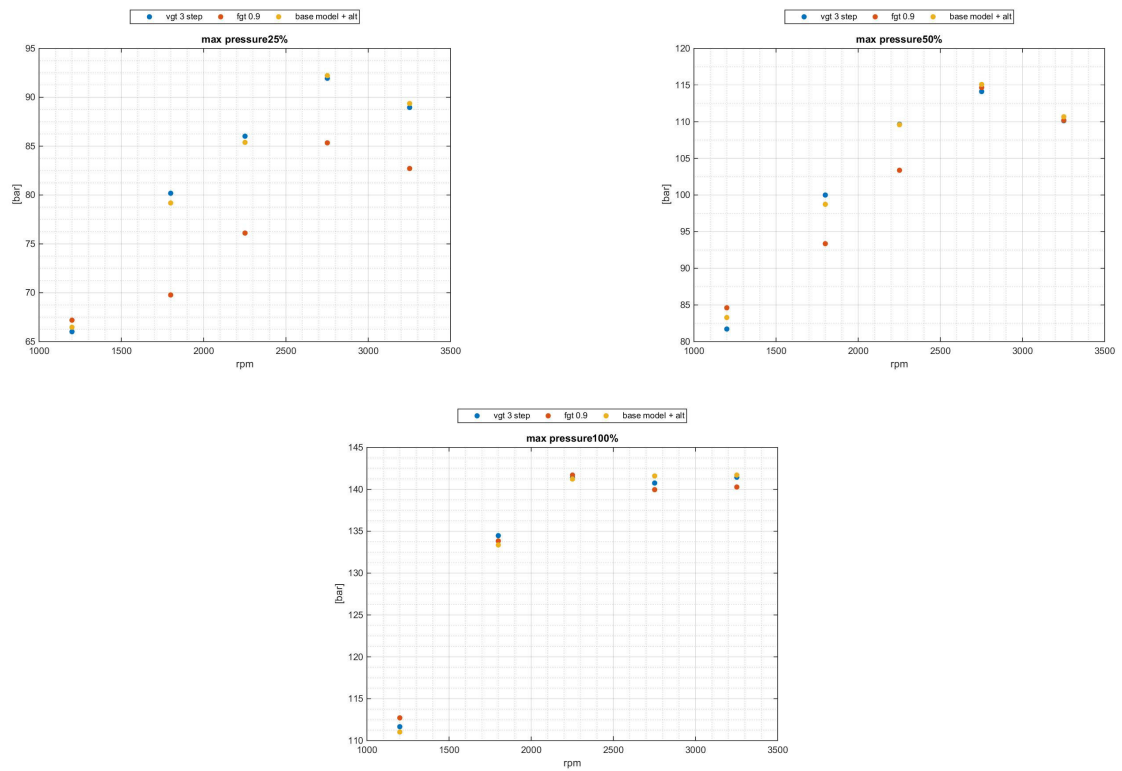 vgt 3 step fgt 0.9 base model + alt
max pressure25%
95
90
85
80
75
70
65
[bar]
1000 1500 2000 2500 3000 3500
rpm
vgt 3 step fgt 0.9 base model + alt
max pressure50%
120
115
110
105
100
95
90
85
80
[bar]
1000 1500 2000 2500 3000 3500
rpm
vgt 3 step fgt 0.9 base model + alt
max pressure100%
145
140
135
130
125
120
115
110
[bar]
1000 1500 2000 2500 3000 3500
rpm